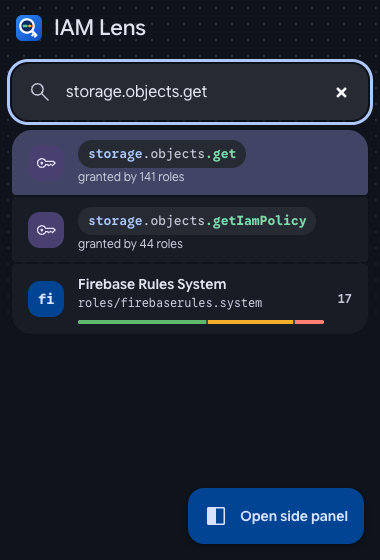 IAM Lens
storage.objects.get
storage.objects.get
granted by 141 roles
storage.objects.getIamPolicy
granted by 44 roles
fi
Firebase Rules System
roles/firebaserules.system
17
Open side panel